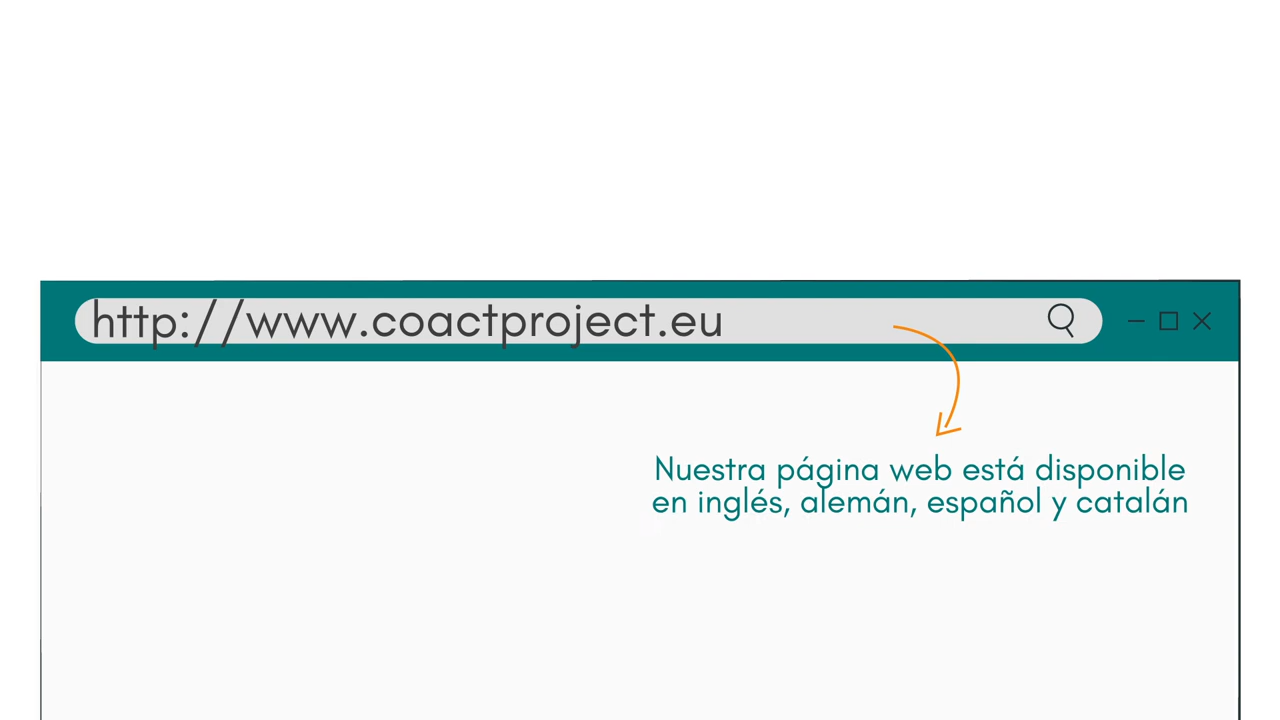 http://www.coactproject.eu
Nuestra página web está disponible
en inglés, alemán, español y catalán